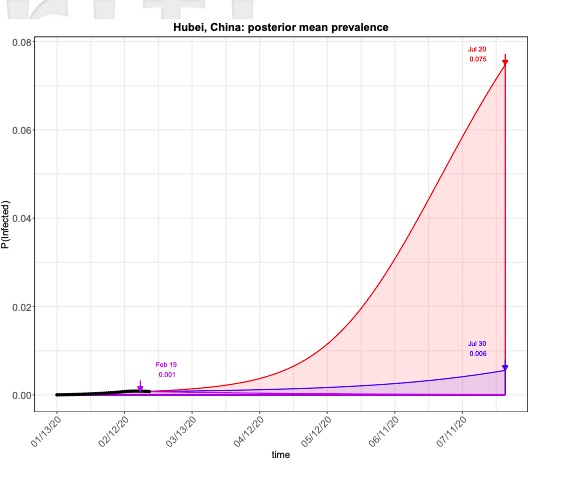 Hubei, China: posterior mean prevalence
Jul 20
0.075
0.08
0.06
0.04
0.02
0.00
P(Infected)
Jul 30
0.006
Feb 19
0.001
01/13/20
02/12/20
03/13/20
04/12/20
05/12/20
06/11/20
07/11/20
time